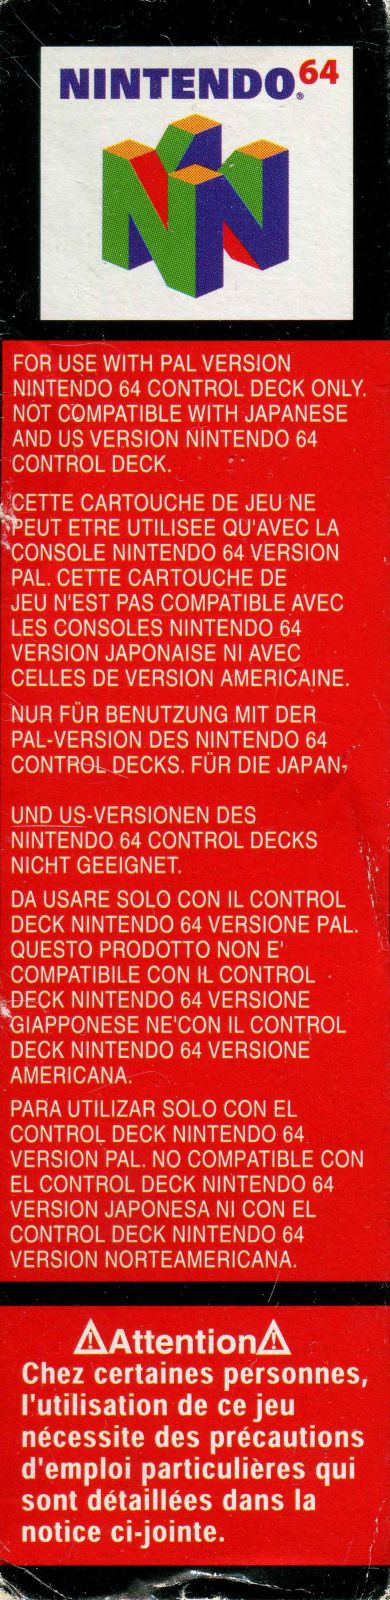 NINTENDO® 64
FOR USE WITH PAL VERSION
NINTENDO 64 CONTROL DECK ONLY.
NOT COMPATIBLE WITH JAPANESE
AND US VERSION NINTENDO 64
CONTROL DECK.
CETTE CARTOUCHE DE JEU NE
PEUT ETRE UTILISEE QU'AVEC LA
CONSOLE NINTENDO 64 VERSION
PAL. CETTE CARTOUCHE DE
JEU N'EST PAS COMPATIBLE AVEC
LES CONSOLES NINTENDO 64
VERSION JAPONAISE NI AVEC
CELLES DE VERSION AMERICAINE.
NUR FÜR BENUTZUNG MIT DER
PAL-VERSION DES NINTENDO 64
CONTROL DECKS. FÜR DIE JAPAN-
UND US-VERSIONEN DES
NINTENDO 64 CONTROL DECKS
NICHT GEEIGNET.
DA USARE SOLO CON IL CONTROL
DECK NINTENDO 64 VERSIONE PAL.
QUESTO PRODOTTO NON E'
COMPATIBILE CON IL CONTROL
DECK NINTENDO 64 VERSIONE
GIAPPONESE NE'CON IL CONTROL
DECK NINTENDO 64 VERSIONE
AMERICANA.
PARA UTILIZAR SOLO CON EL
CONTROL DECK NINTENDO 64
VERSION PAL. NO COMPATIBLE CON
EL CONTROL DECK NINTENDO 64
VERSION JAPONESA NI CON EL
CONTROL DECK NINTENDO 64
VERSION NORTEAMERICANA.
⚠Attention⚠
Chez certaines personnes,
l'utilisation de ce jeu
nécessite des précautions
d'emploi particulières qui
sont détaillées dans la
notice ci-jointe.